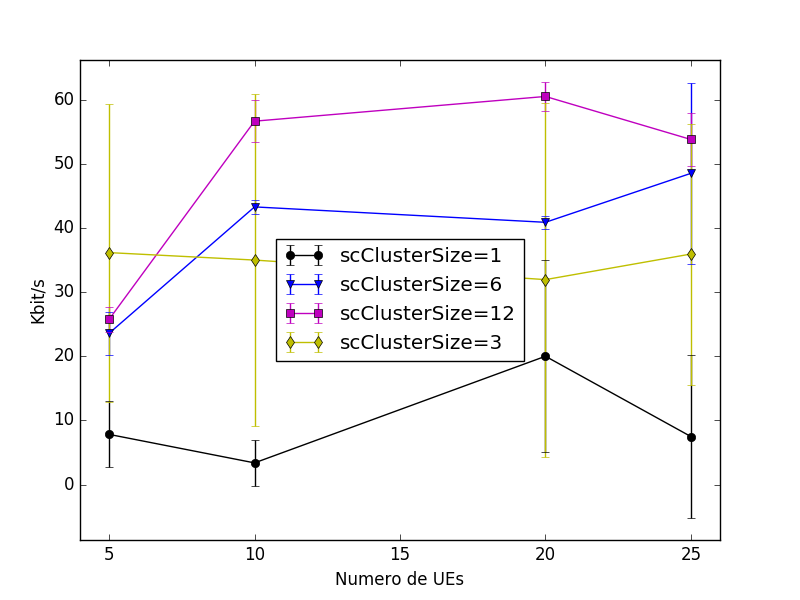 60
50
40
30
20
10
0
Kbit/s
scClusterSize=1
scClusterSize=6
scClusterSize=12
scClusterSize=3
5 10 15 20 25
Numero de UEs